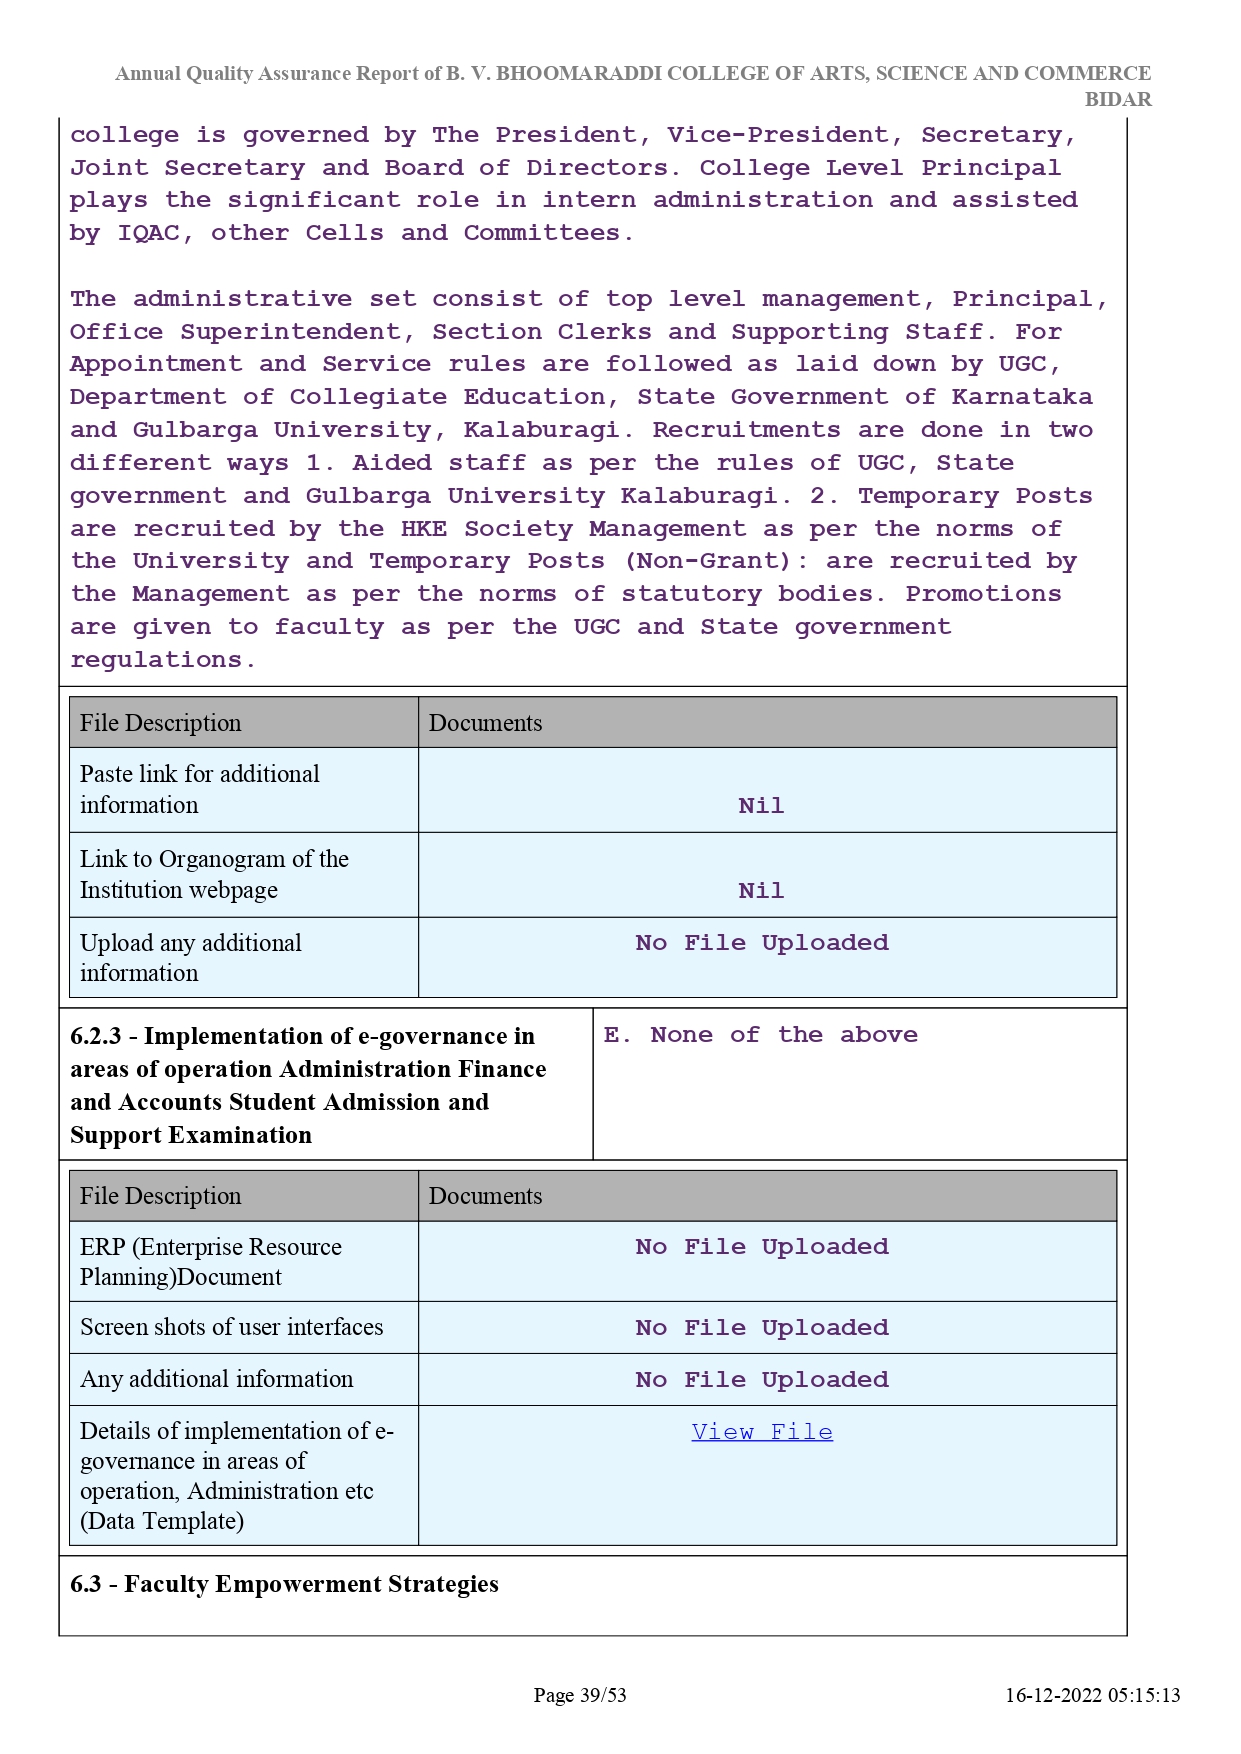 Annual Quality Assurance Report of B. V. BHOOMARADDI COLLEGE OF ARTS, SCIENCE AND COMMERCE
BIDAR
college is governed by The President, Vice-President, Secretary,
Joint Secretary and Board of Directors. College Level Principal
plays the significant role in intern administration and assisted
by IQAC, other Cells and Committees.
The administrative set consist of top level management, Principal,
Office Superintendent, Section Clerks and Supporting Staff. For
Appointment and Service rules are followed as laid down by UGC,
Department of Collegiate Education, State Government of Karnataka
and Gulbarga University, Kalaburagi. Recruitments are done in two
different ways 1. Aided staff as per the rules of UGC, State
government and Gulbarga University Kalaburagi. 2. Temporary Posts
are recruited by the HKE Society Management as per the norms of
the University and Temporary Posts (Non-Grant): are recruited by
the Management as per the norms of statutory bodies. Promotions
are given to faculty as per the UGC and State government
regulations.
File Description
Documents
Paste link for additional
information
Nil
Link to Organogram of the
Institution webpage
Nil
Upload any additional
information
No File Uploaded
6.2.3 - Implementation of e-governance in
areas of operation Administration Finance
and Accounts Student Admission and
Support Examination
E. None of the above
File Description
Documents
ERP (Enterprise Resource
Planning)Document
No File Uploaded
Screen shots of user interfaces
No File Uploaded
Any additional information
No File Uploaded
Details of implementation of e-
governance in areas of
operation, Administration etc
(Data Template)
View File
6.3 - Faculty Empowerment Strategies
Page 39/53
16-12-2022 05:15:13